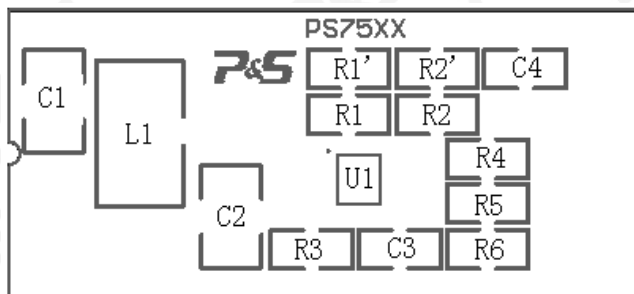 PS75XX
P&S R1' R2' C4
C1 L1 R1 R2
U1 R4
C2 R5
R3 C3 R6